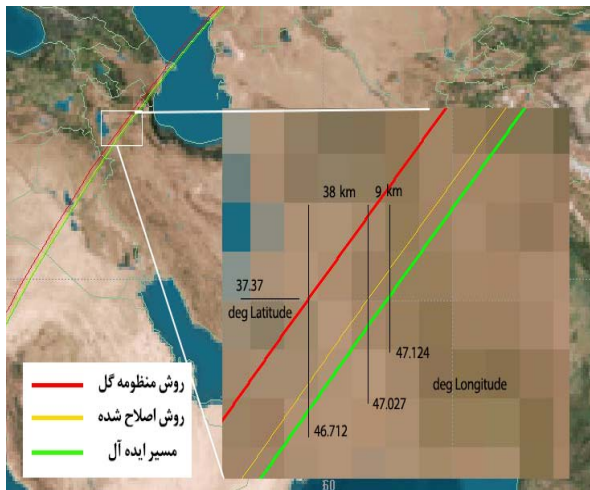 38 km
9 km
37.37
deg Latitude
47.124
deg Longitude
47.027
46.712
روش منظومه گل
روش اصلاح شده
مسیر ایده آل
60